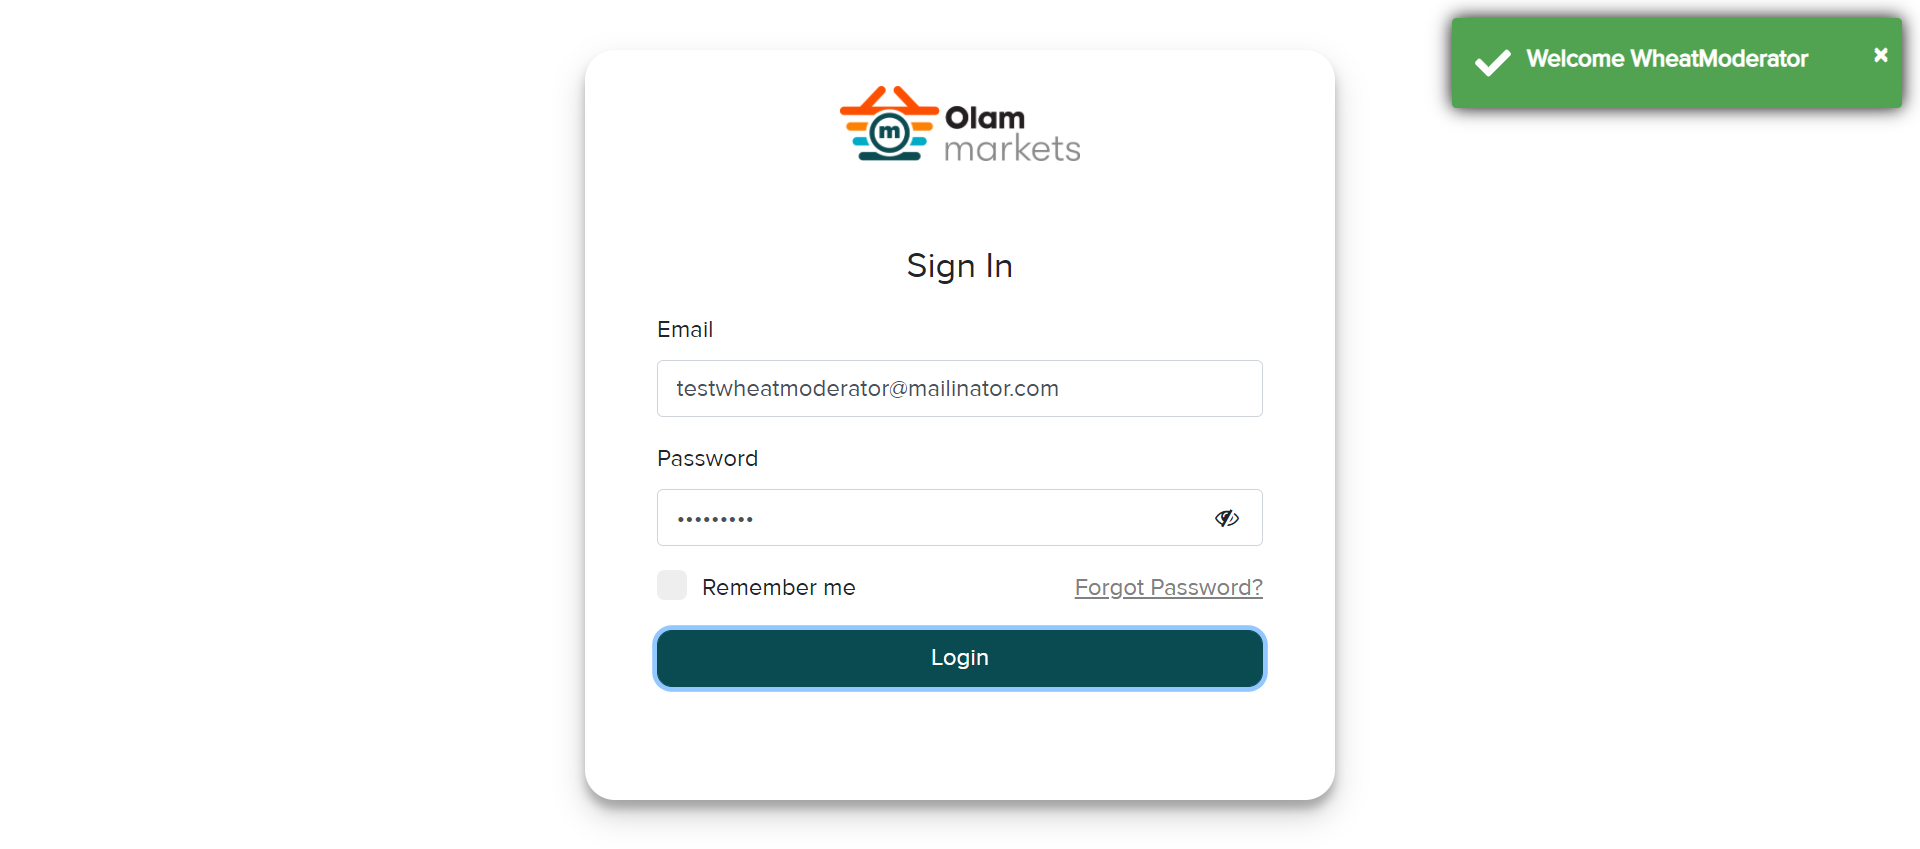 Welcome WheatModerator
×
m
Olam
markets
Sign In
Email
testwheatmoderator@mailinator.com
Password
•••••••••
Remember me
Forgot Password?
Login